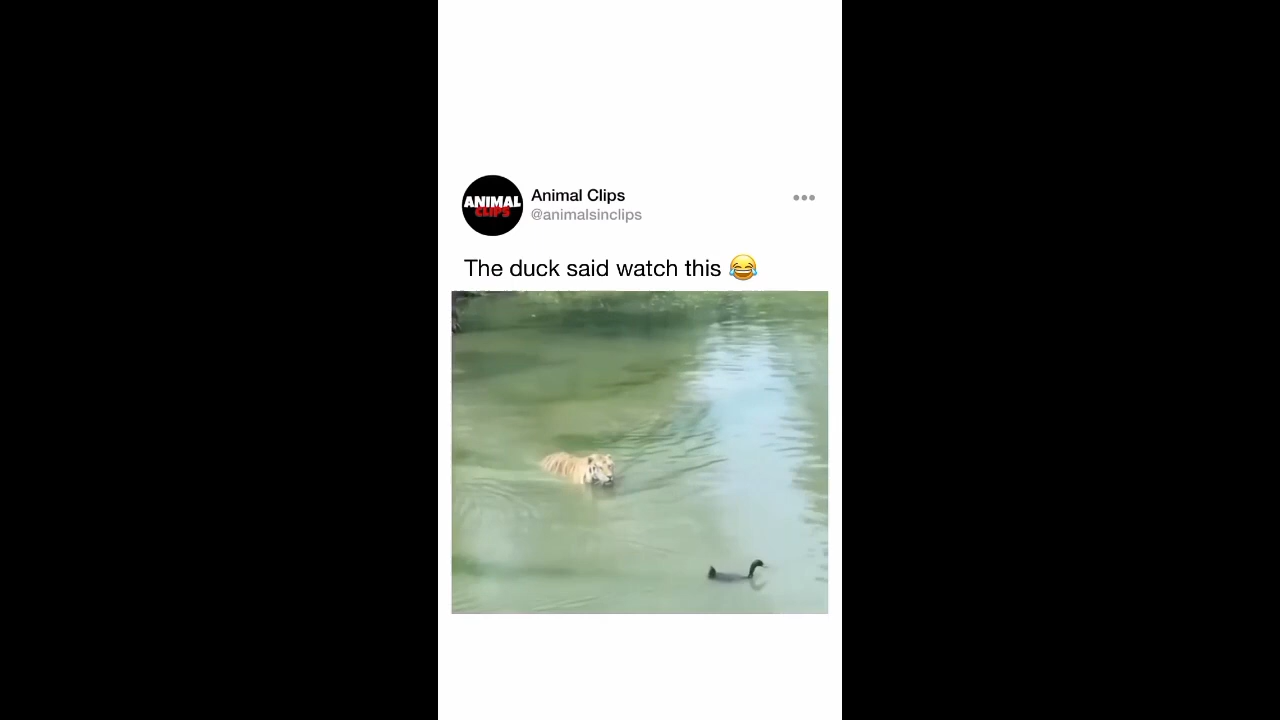 ANIMAL
CLIPS
Animal Clips
@animalsinclips
The duck said watch this 😂